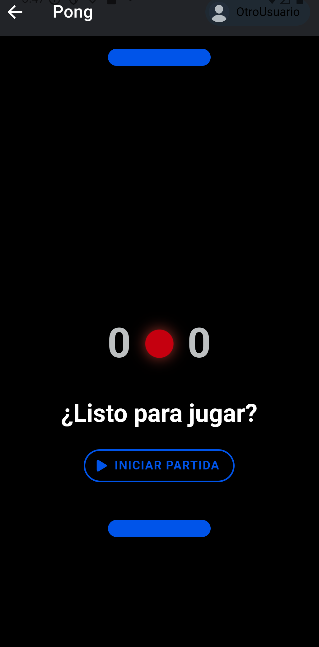 Pong
OtroUsuario
0 0
¿Listo para jugar?
INICIAR PARTIDA